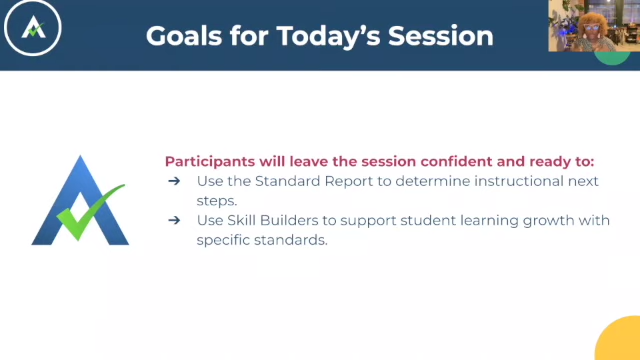 Goals for Today's Session
Participants will leave the session confident and ready to:
➔ Use the Standard Report to determine instructional next
steps.
➔ Use Skill Builders to support student learning growth with
specific standards.